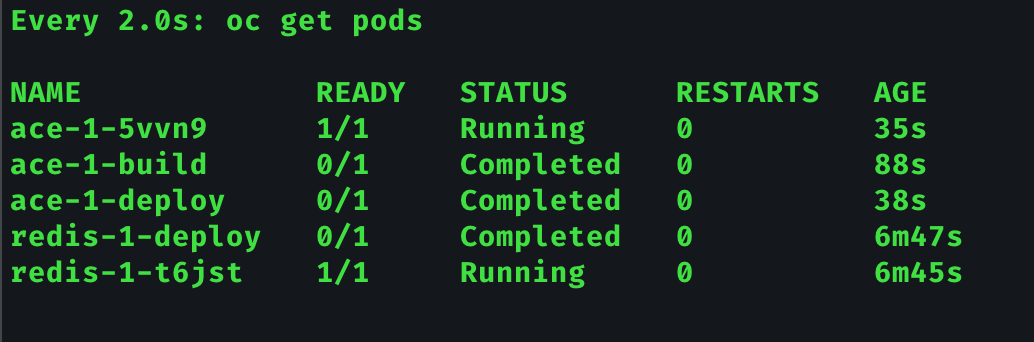 Every 2.0s: oc get pods
NAME READY STATUS RESTARTS AGE
ace-1-5vvn9 1/1 Running 0 35s
ace-1-build 0/1 Completed 0 88s
ace-1-deploy 0/1 Completed 0 38s
redis-1-deploy 0/1 Completed 0 6m47s
redis-1-t6jst 1/1 Running 0 6m45s